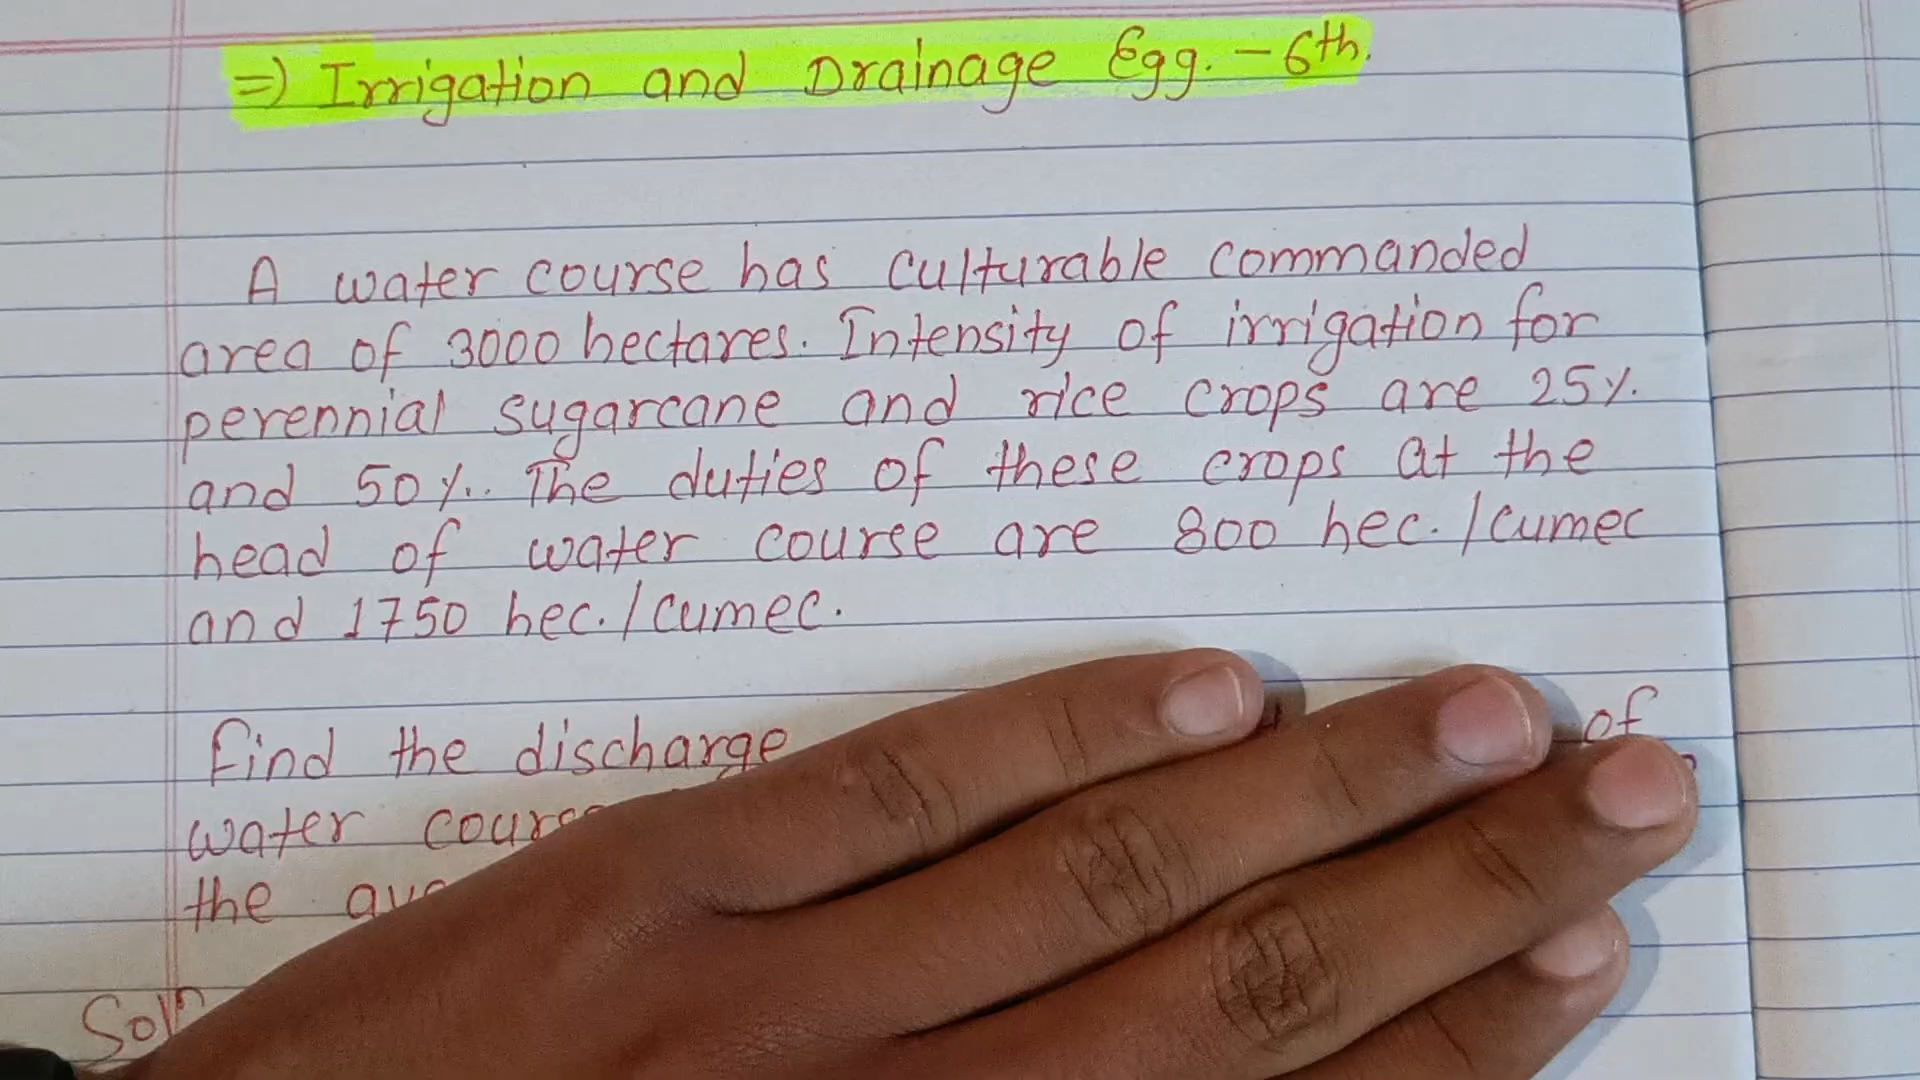 =) Irrigation and Drainage Egg. - 6th.
A water course has culturable commanded
area of 3000 hectares. Intensity of irrigation for
perennial sugarcane and rice crops are 25%.
and 50%. The duties of these crops at the
head of water course are 800 hec./cumec
and 1750 hec./cumec.
Find the discharge of
water
the
Soln